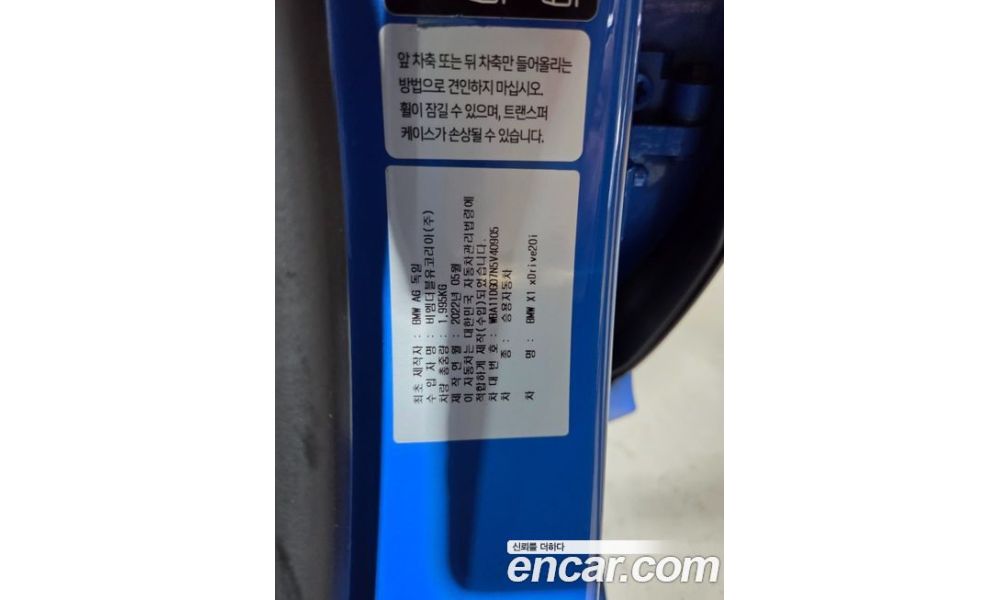 앞 차축 또는 뒤 차축만 들어올리는
방법으로 견인하지 마십시오.
휠이 잠길 수 있으며, 트랜스퍼
케이스가 손상될 수 있습니다.
최초 제작자 : BMW AG 독일
수 입 자 명 : 비엠더블유코리아(주)
차량 총중량 : 1,995KG
제 작 연 월 : 2022년 05월
이 자동차는 대한민국 자동차관리법령에
적합하게 제작(수입)되었습니다.
차 대 번 호 : WBA11DG07N5V40905
차 종 : 승용자동차
차 명 : BMW X1 xDrive20i
신뢰를 더하다
encar.com